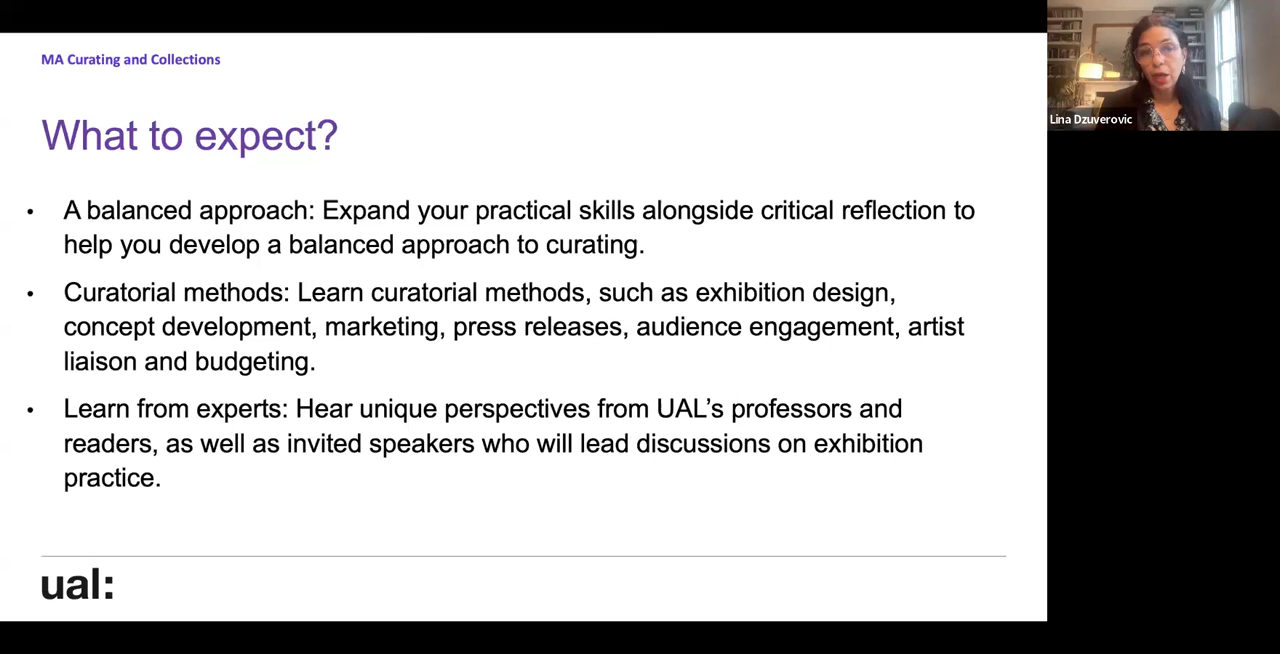 MA Curating and Collections
Lina Dzuverovic
What to expect?
• A balanced approach: Expand your practical skills alongside critical reflection to
help you develop a balanced approach to curating.
• Curatorial methods: Learn curatorial methods, such as exhibition design,
concept development, marketing, press releases, audience engagement, artist
liaison and budgeting.
• Learn from experts: Hear unique perspectives from UAL’s professors and
readers, as well as invited speakers who will lead discussions on exhibition
practice.
ual: